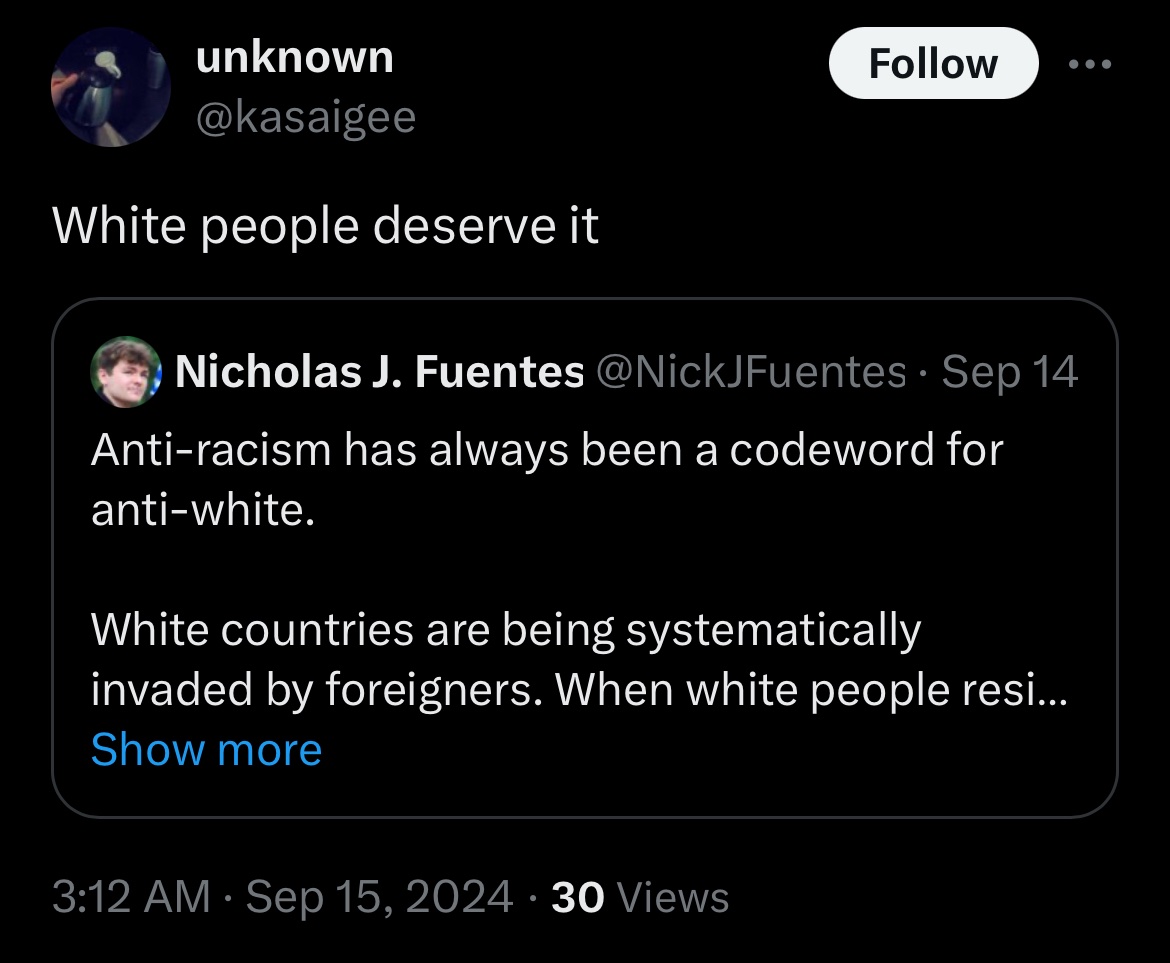 unknown
Follow
@kasaigee
White people deserve it
Nicholas J. Fuentes @NickJFuentes · Sep 14
Anti-racism has always been a codeword for
anti-white.
White countries are being systematically
invaded by foreigners. When white people resi...
Show more
3:12 AM · Sep 15, 2024 · 30 Views